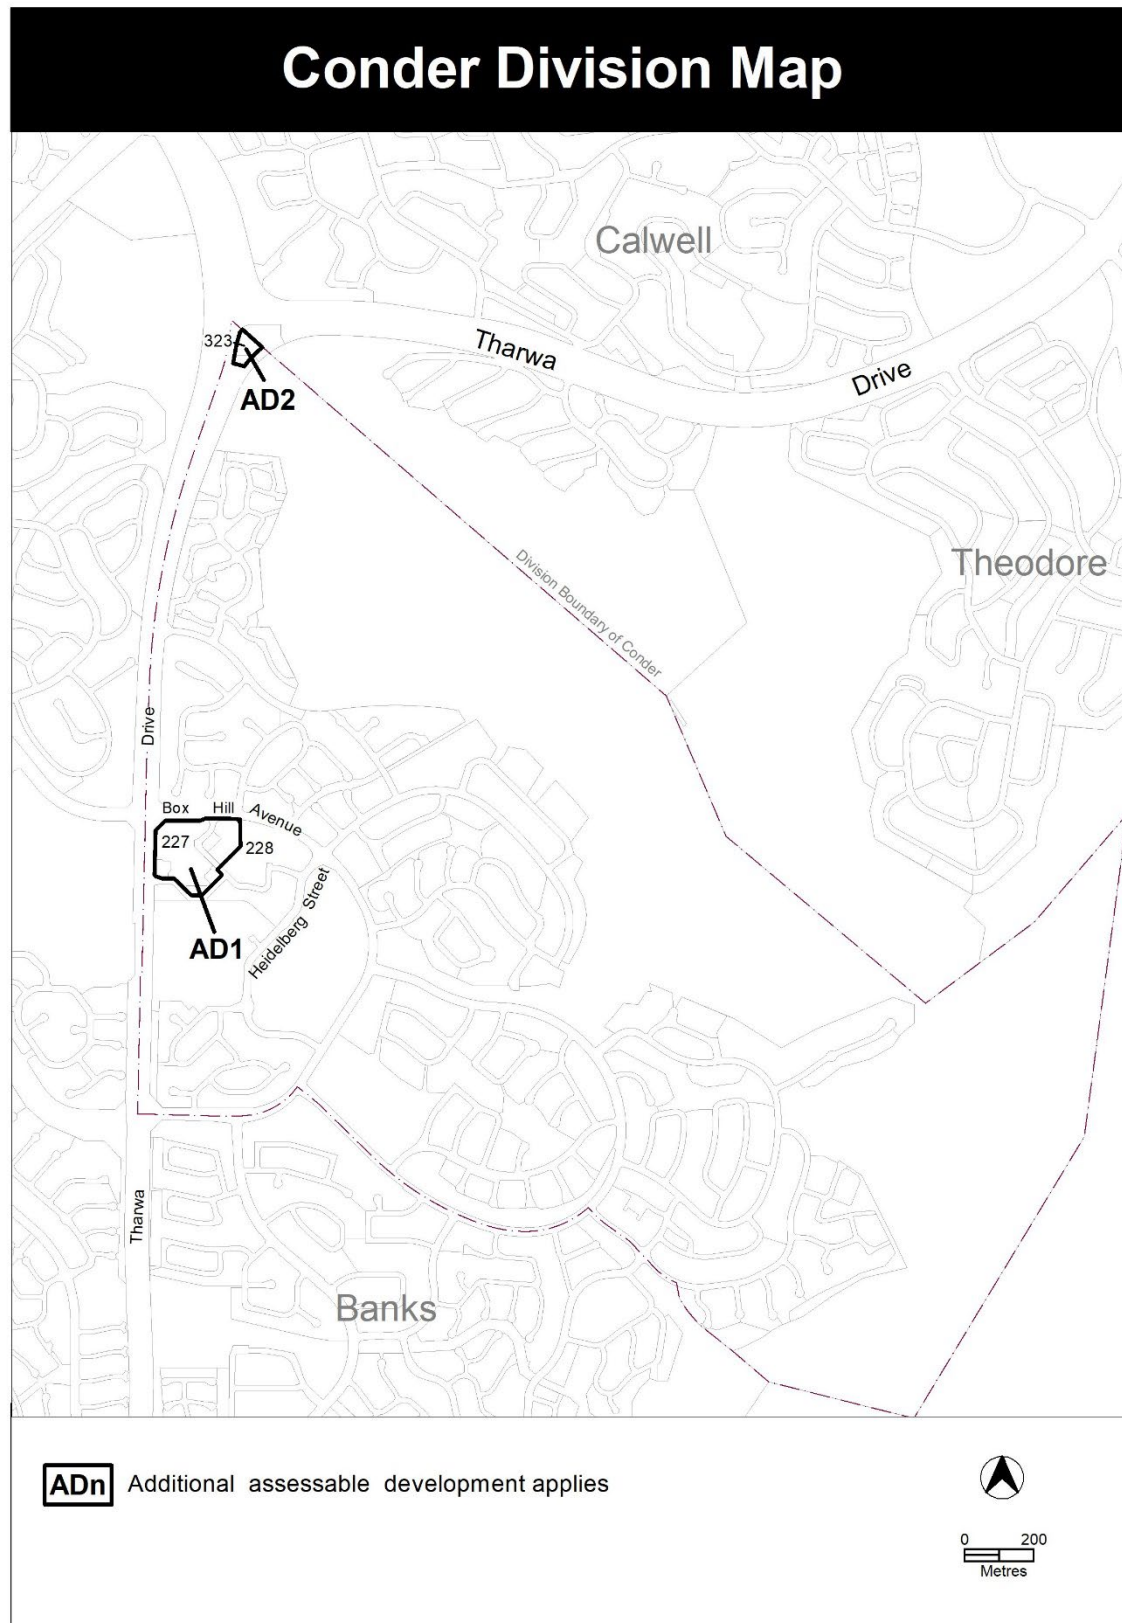 Conder Division Map
Calwell
Tharwa
Drive
323
AD2
Division Boundary of Conder
Theodore
Drive
Box Hill Avenue
227
228
Heidelberg Street
AD1
Tharwa
Banks
ADn Additional assessable development applies
0 200
Metres